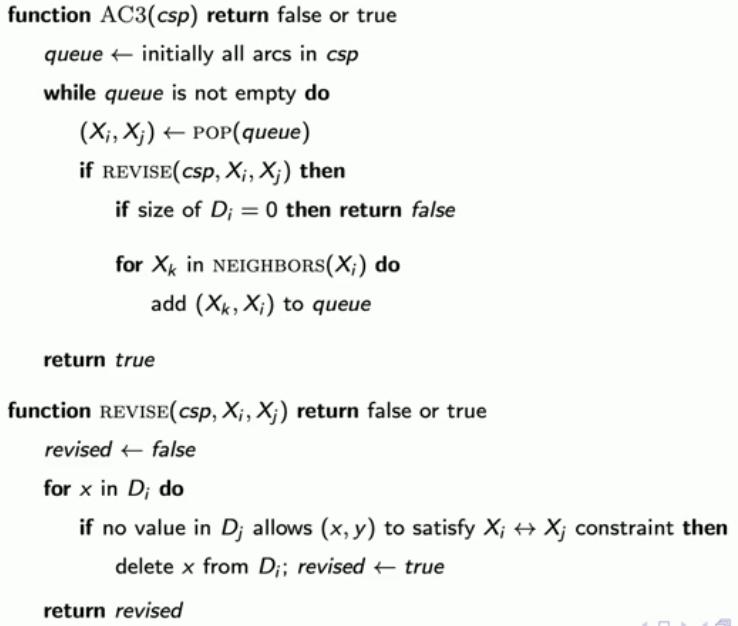 function AC3(csp) return false or true
queue ← initially all arcs in csp
while queue is not empty do
(Xᵢ, Xⱼ) ← POP(queue)
if REVISE(csp, Xᵢ, Xⱼ) then
if size of Dᵢ = 0 then return false
for Xₖ in NEIGHBORS(Xᵢ) do
add (Xₖ, Xᵢ) to queue
return true
function REVISE(csp, Xᵢ, Xⱼ) return false or true
revised ← false
for x in Dᵢ do
if no value in Dⱼ allows (x, y) to satisfy Xᵢ ↔ Xⱼ constraint then
delete x from Dᵢ; revised ← true
return revised